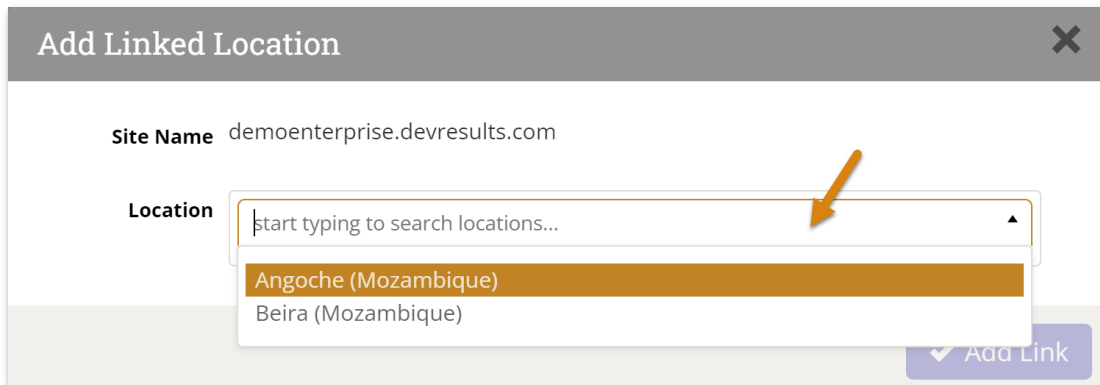 Add Linked Location
Site Name demoenterprise.devresults.com
Location start typing to search locations...
Angoche (Mozambique)
Beira (Mozambique)
Add Link